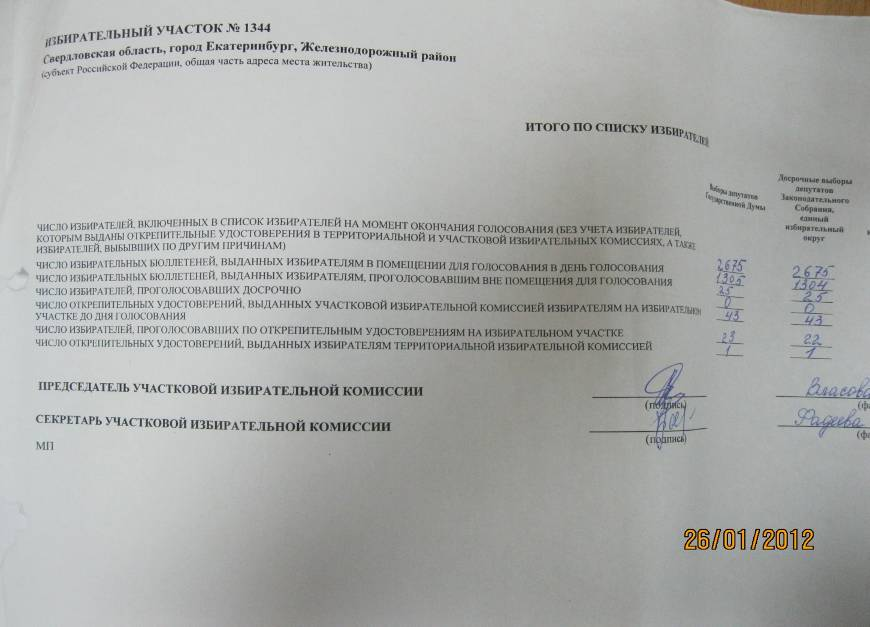 ИЗБИРАТЕЛЬНЫЙ УЧАСТОК № 1344
Свердловская область, город Екатеринбург, Железнодорожный район
(субъект Российской Федерации, общая часть адреса места жительства)
ИТОГО ПО СПИСКУ ИЗБИРАТЕЛЕЙ
Выборы депутатов
Государственной Думы
Досрочные выборы
депутатов
Законодательного
Собрания,
единый
избирательный
округ
ЧИСЛО ИЗБИРАТЕЛЕЙ, ВКЛЮЧЕННЫХ В СПИСОК ИЗБИРАТЕЛЕЙ НА МОМЕНТ ОКОНЧАНИЯ ГОЛОСОВАНИЯ (БЕЗ УЧЕТА ИЗБИРАТЕЛЕЙ,
КОТОРЫМ ВЫДАНЫ ОТКРЕПИТЕЛЬНЫЕ УДОСТОВЕРЕНИЯ В ТЕРРИТОРИАЛЬНОЙ И УЧАСТКОВОЙ ИЗБИРАТЕЛЬНЫХ КОМИССИЯХ, А ТАКЖЕ
ИЗБИРАТЕЛЕЙ, ВЫБЫВШИХ ПО ДРУГИМ ПРИЧИНАМ) 2675 2675
ЧИСЛО ИЗБИРАТЕЛЬНЫХ БЮЛЛЕТЕНЕЙ, ВЫДАННЫХ ИЗБИРАТЕЛЯМ В ПОМЕЩЕНИИ ДЛЯ ГОЛОСОВАНИЯ В ДЕНЬ ГОЛОСОВАНИЯ 1305 1304
ЧИСЛО ИЗБИРАТЕЛЬНЫХ БЮЛЛЕТЕНЕЙ, ВЫДАННЫХ ИЗБИРАТЕЛЯМ, ПРОГОЛОСОВАВШИМ ВНЕ ПОМЕЩЕНИЯ ДЛЯ ГОЛОСОВАНИЯ 25 25
ЧИСЛО ИЗБИРАТЕЛЕЙ, ПРОГОЛОСОВАВШИХ ДОСРОЧНО 0 0
ЧИСЛО ОТКРЕПИТЕЛЬНЫХ УДОСТОВЕРЕНИЙ, ВЫДАННЫХ УЧАСТКОВОЙ ИЗБИРАТЕЛЬНОЙ КОМИССИЕЙ ИЗБИРАТЕЛЯМ НА ИЗБИРАТЕЛЬНОМ
УЧАСТКЕ ДО ДНЯ ГОЛОСОВАНИЯ 43 43
ЧИСЛО ИЗБИРАТЕЛЕЙ, ПРОГОЛОСОВАВШИХ ПО ОТКРЕПИТЕЛЬНЫМ УДОСТОВЕРЕНИЯМ НА ИЗБИРАТЕЛЬНОМ УЧАСТКЕ 23 22
ЧИСЛО ОТКРЕПИТЕЛЬНЫХ УДОСТОВЕРЕНИЙ, ВЫДАННЫХ ИЗБИРАТЕЛЯМ ТЕРРИТОРИАЛЬНОЙ ИЗБИРАТЕЛЬНОЙ КОМИССИЕЙ 1 1
ПРЕДСЕДАТЕЛЬ УЧАСТКОВОЙ ИЗБИРАТЕЛЬНОЙ КОМИССИИ Власова
(подпись) (фа
СЕКРЕТАРЬ УЧАСТКОВОЙ ИЗБИРАТЕЛЬНОЙ КОМИССИИ Фадеева
(подпись) (фа
МП
26/01/2012